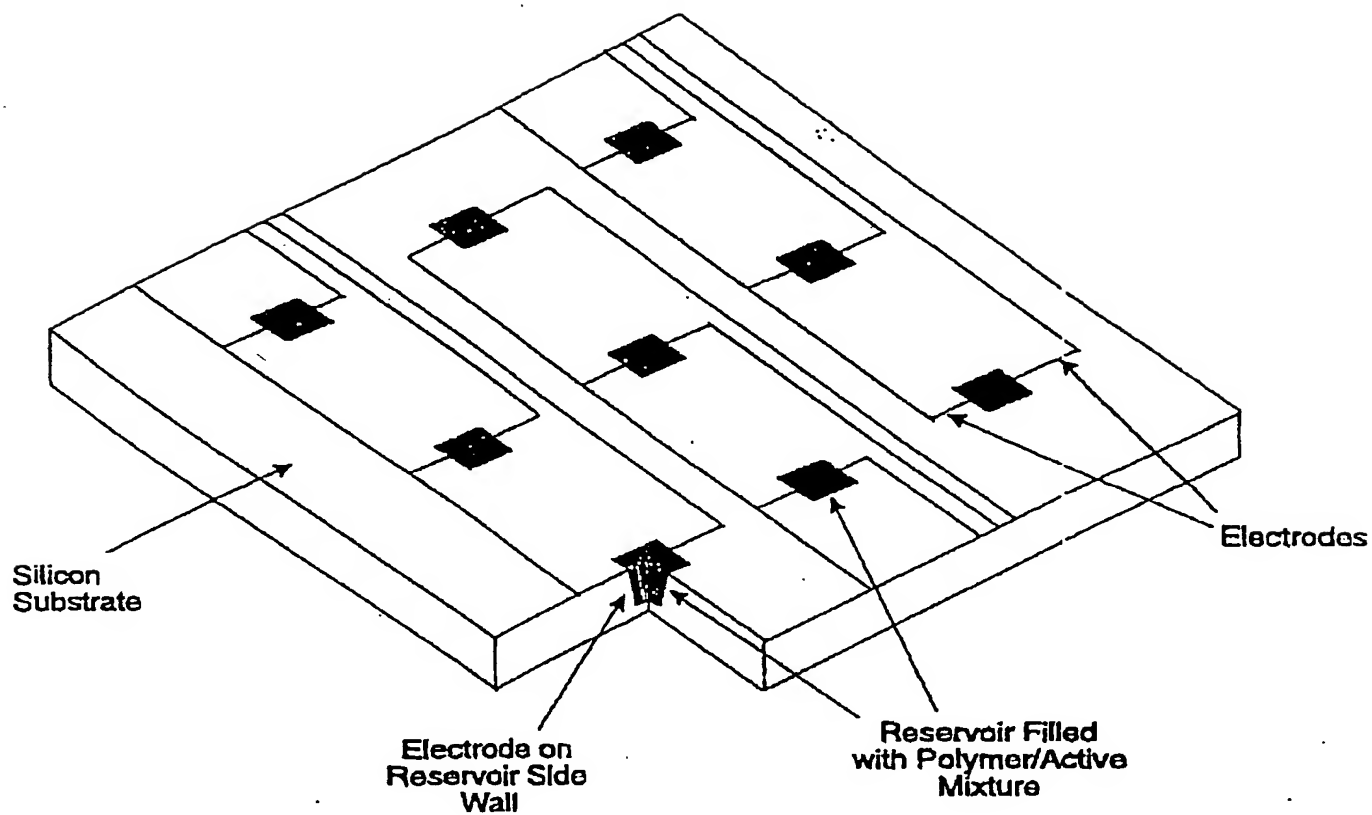 Electrodes
Silicon
Substrate
Electrode on
Reservoir Side
Wall
Reservoir Filled
with Polymer/Active
Mixture